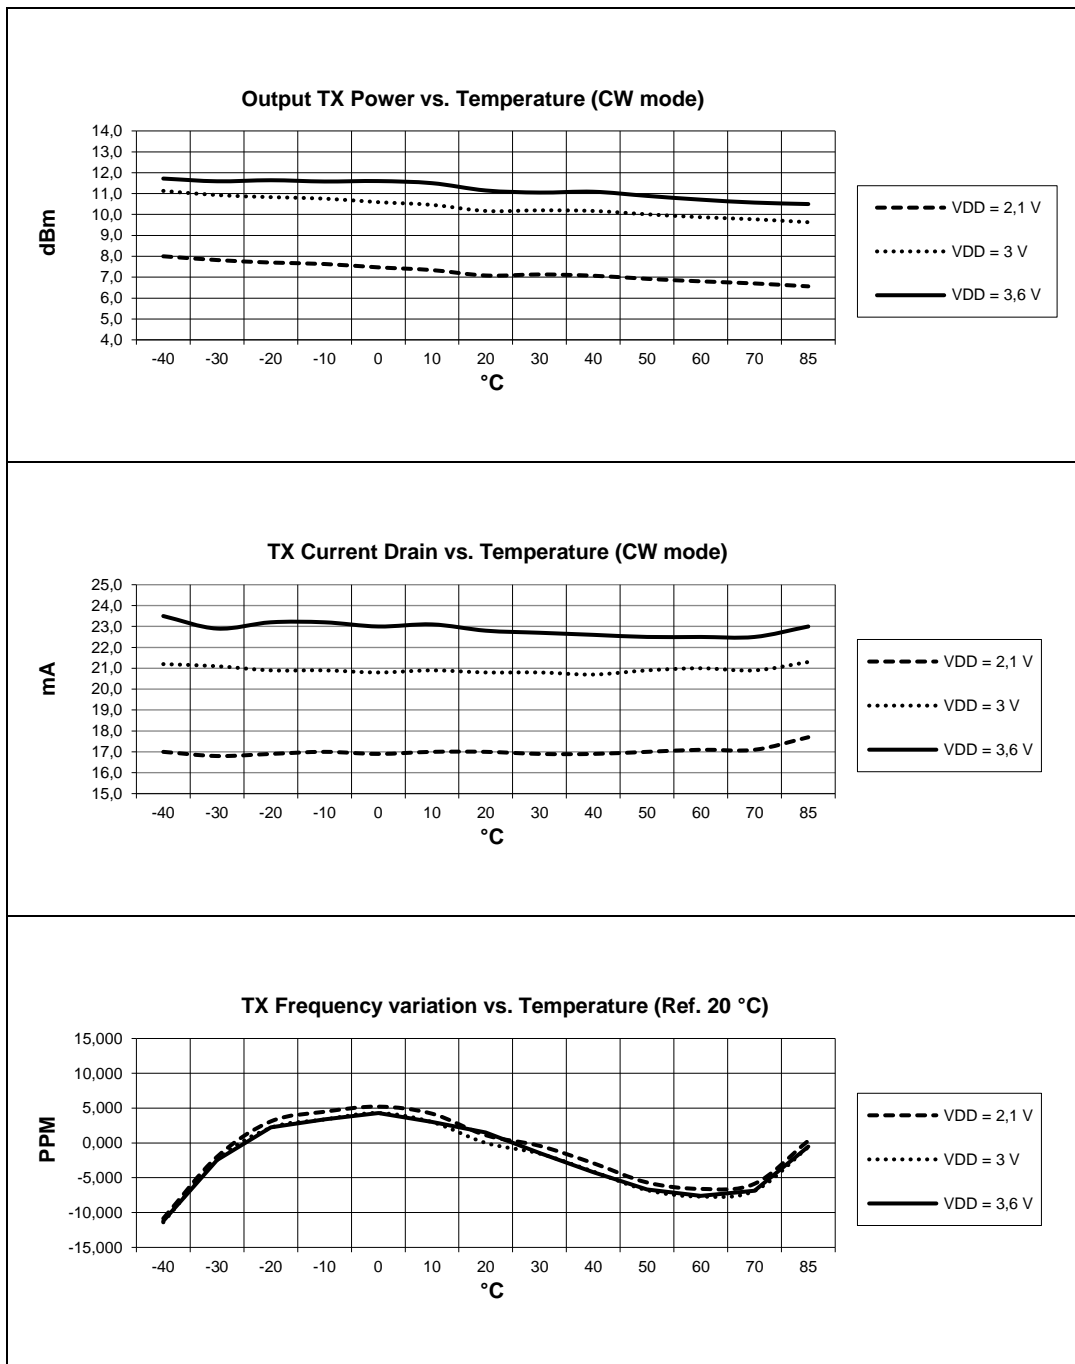 Output TX Power vs. Temperature (CW mode)
14,0
13,0
12,0
11,0
10,0
9,0
8,0
7,0
6,0
5,0
4,0
dBm
-40 -30 -20 -10 0 10 20 30 40 50 60 70 85
°C
VDD = 2,1 V
VDD = 3 V
VDD = 3,6 V
TX Current Drain vs. Temperature (CW mode)
25,0
24,0
23,0
22,0
21,0
20,0
19,0
18,0
17,0
16,0
15,0
mA
-40 -30 -20 -10 0 10 20 30 40 50 60 70 85
°C
VDD = 2,1 V
VDD = 3 V
VDD = 3,6 V
TX Frequency variation vs. Temperature (Ref. 20 °C)
15,000
10,000
5,000
0,000
-5,000
-10,000
-15,000
PPM
-40 -30 -20 -10 0 10 20 30 40 50 60 70 85
°C
VDD = 2,1 V
VDD = 3 V
VDD = 3,6 V